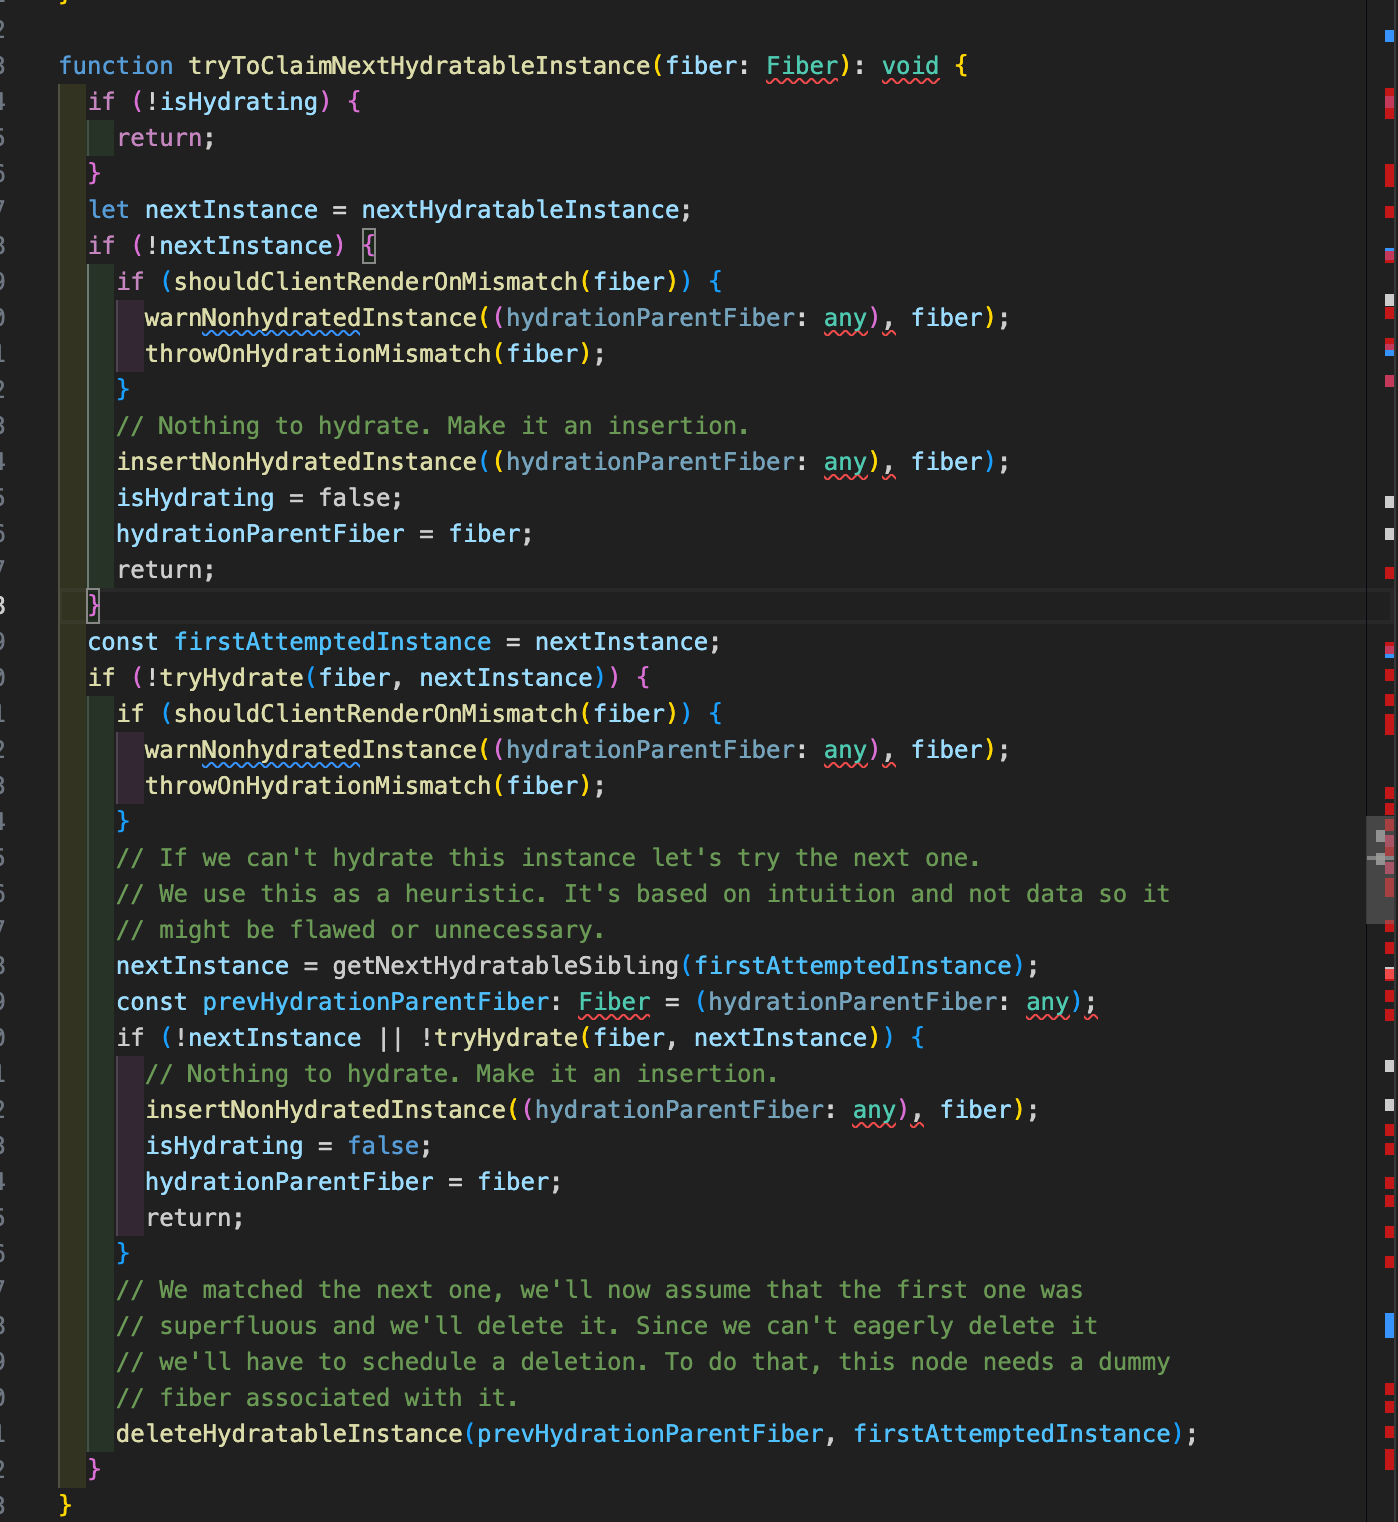 function tryToClaimNextHydratableInstance(fiber: Fiber): void {
if (!isHydrating) {
return;
}
let nextInstance = nextHydratableInstance;
if (!nextInstance) {
if (shouldClientRenderOnMismatch(fiber)) {
warnNonhydratedInstance((hydrationParentFiber: any), fiber);
throwOnHydrationMismatch(fiber);
}
// Nothing to hydrate. Make it an insertion.
insertNonHydratedInstance((hydrationParentFiber: any), fiber);
isHydrating = false;
hydrationParentFiber = fiber;
return;
}
const firstAttemptedInstance = nextInstance;
if (!tryHydrate(fiber, nextInstance)) {
if (shouldClientRenderOnMismatch(fiber)) {
warnNonhydratedInstance((hydrationParentFiber: any), fiber);
throwOnHydrationMismatch(fiber);
}
// If we can't hydrate this instance let's try the next one.
// We use this as a heuristic. It's based on intuition and not data so it
// might be flawed or unnecessary.
nextInstance = getNextHydratableSibling(firstAttemptedInstance);
const prevHydrationParentFiber: Fiber = (hydrationParentFiber: any);
if (!nextInstance || !tryHydrate(fiber, nextInstance)) {
// Nothing to hydrate. Make it an insertion.
insertNonHydratedInstance((hydrationParentFiber: any), fiber);
isHydrating = false;
hydrationParentFiber = fiber;
return;
}
// We matched the next one, we'll now assume that the first one was
// superfluous and we'll delete it. Since we can't eagerly delete it
// we'll have to schedule a deletion. To do that, this node needs a dummy
// fiber associated with it.
deleteHydratableInstance(prevHydrationParentFiber, firstAttemptedInstance);
}
}